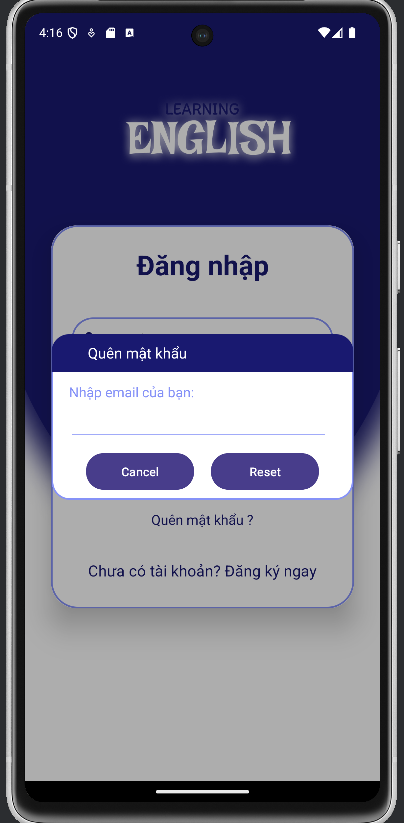 4:16
LEARNING
ENGLISH
Đăng nhập
Quên mật khẩu
Nhập email của bạn:
Cancel Reset
Quên mật khẩu ?
Chưa có tài khoản? Đăng ký ngay